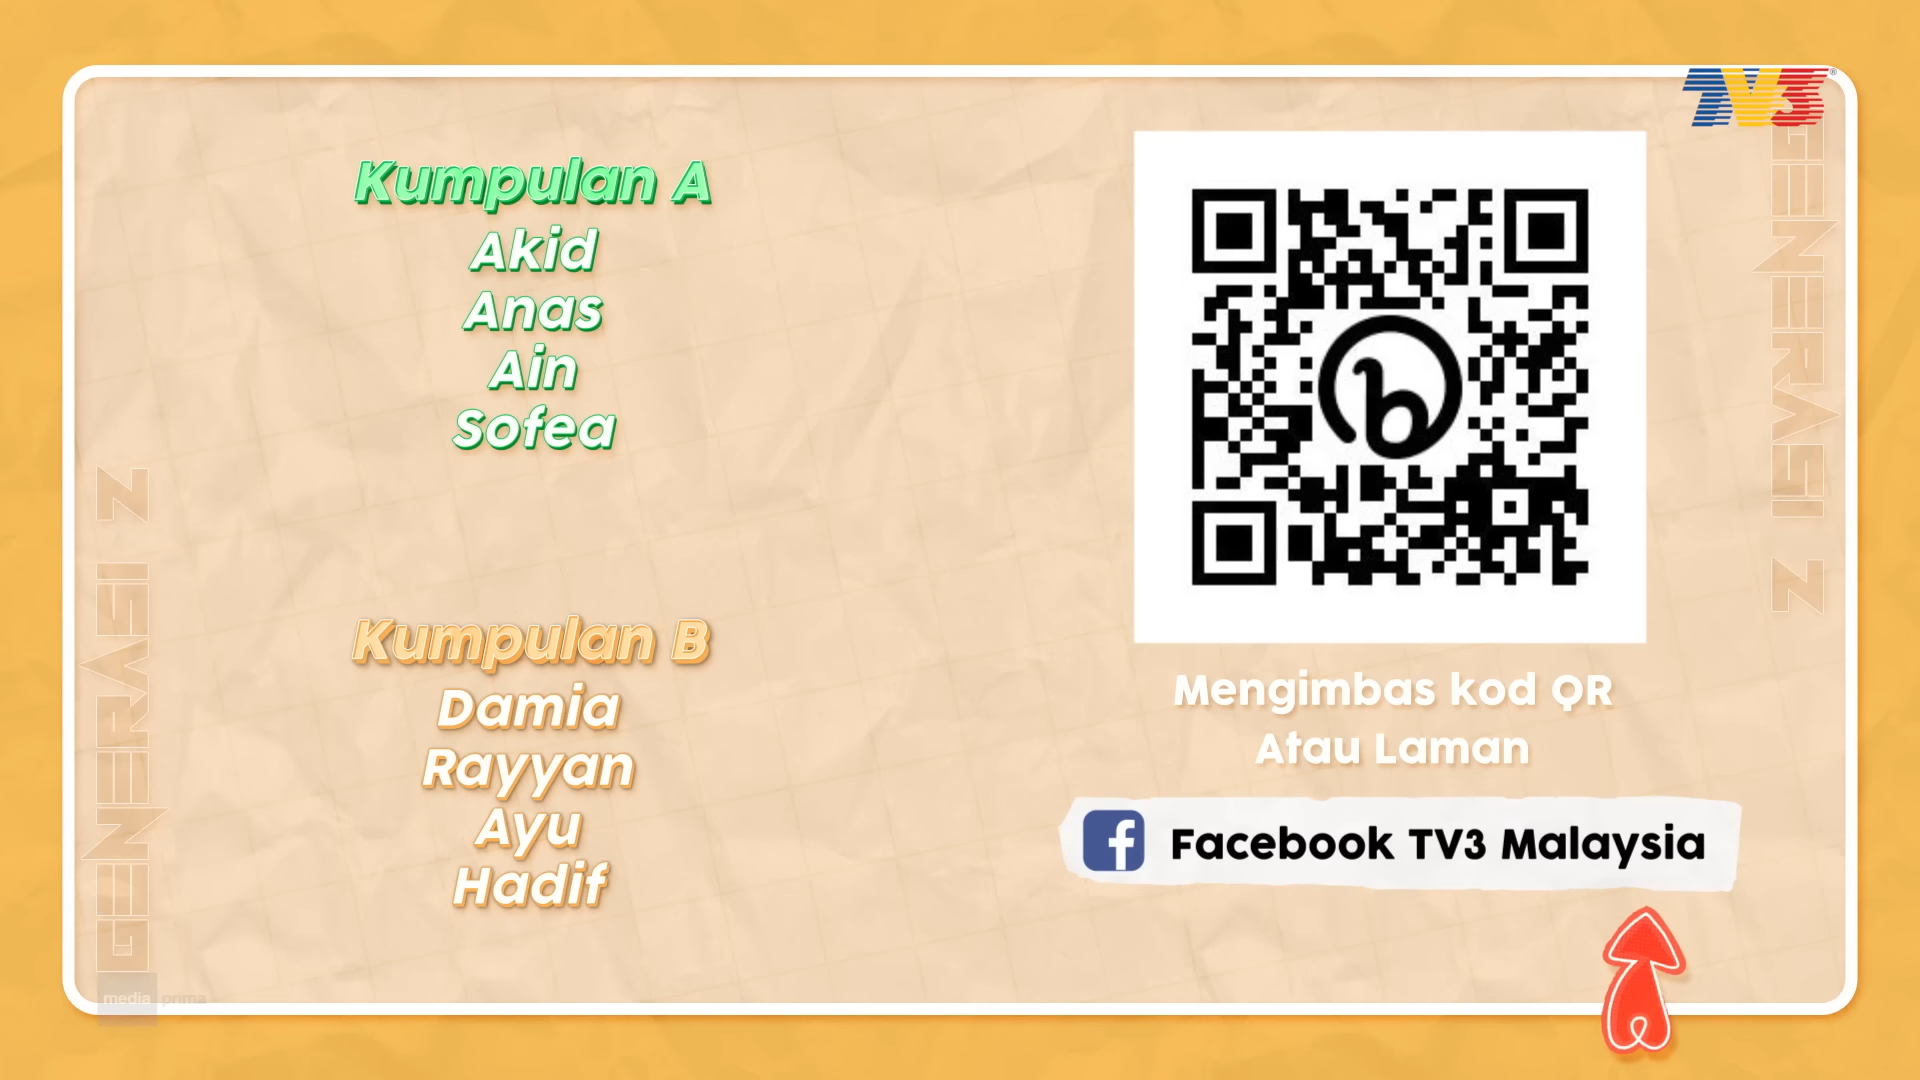 TV3
Kumpulan A
Akid
Anas
Ain
Sofea
Kumpulan B
Damia
Rayyan
Ayu
Hadif
b
Mengimbas kod QR
Atau Laman
f Facebook TV3 Malaysia
GENERASI Z
GENERASI Z
media prima